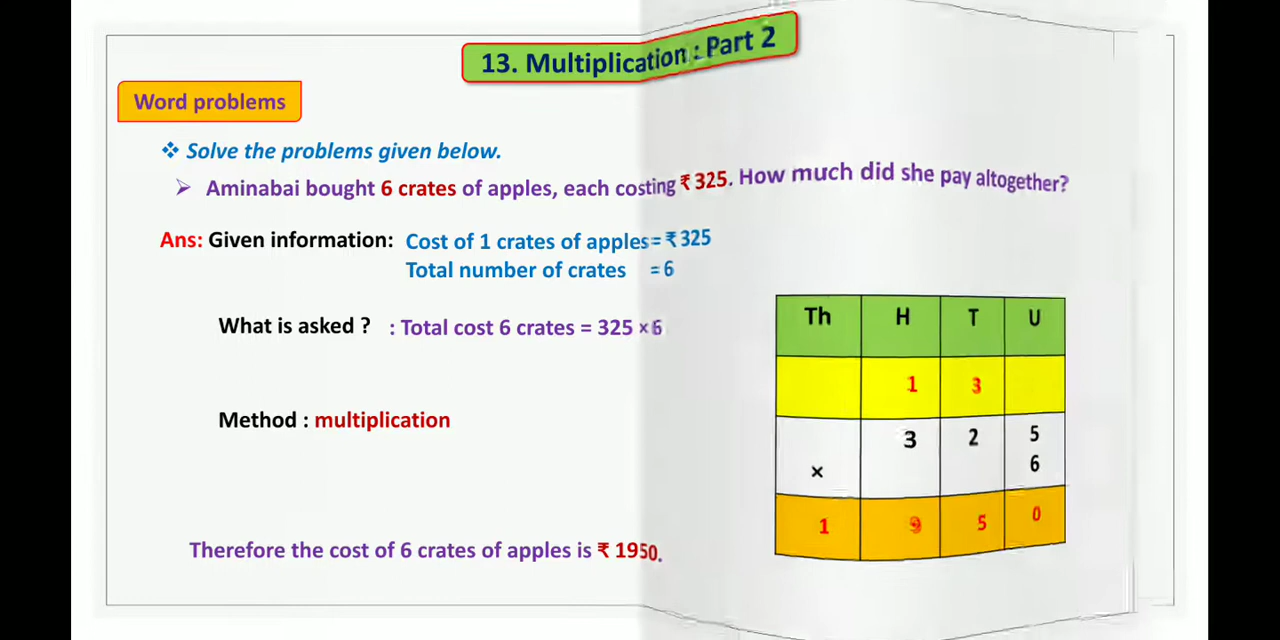 13. Multiplication : Part 2
Word problems
❖ Solve the problems given below.
➢ Aminabai bought 6 crates of apples, each costing ₹ 325. How much did she pay altogether?
Ans: Given information: Cost of 1 crates of apples = ₹ 325
Total number of crates = 6
What is asked ? : Total cost 6 crates = 325 × 6
Method : multiplication
Th H T U
1 3
3 2 5
× 6
1 9 5 0
Therefore the cost of 6 crates of apples is ₹ 1950.